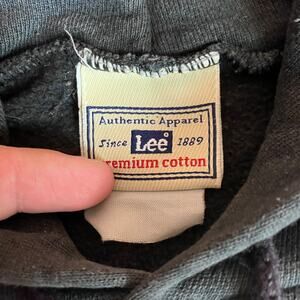 Authentic Apparel
Since Lee® 1889
remium cotton